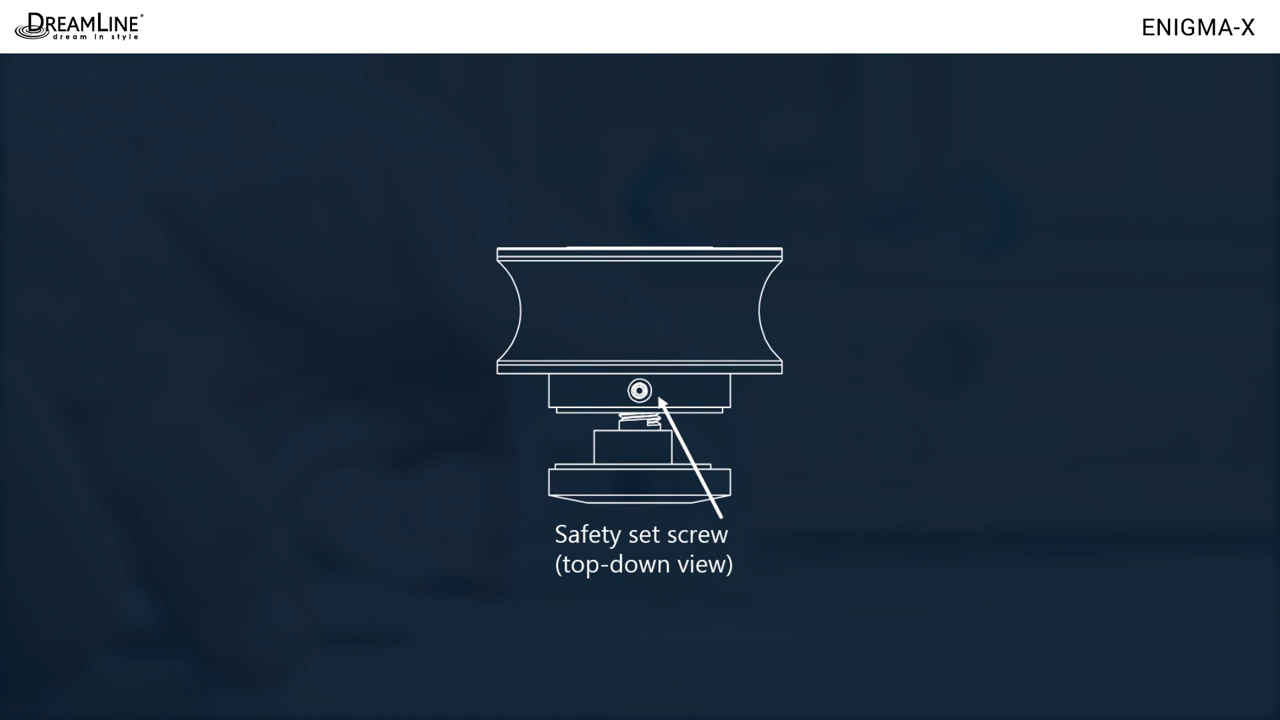 DREAMLINE®
dream in style
ENIGMA-X
Safety set screw
(top-down view)